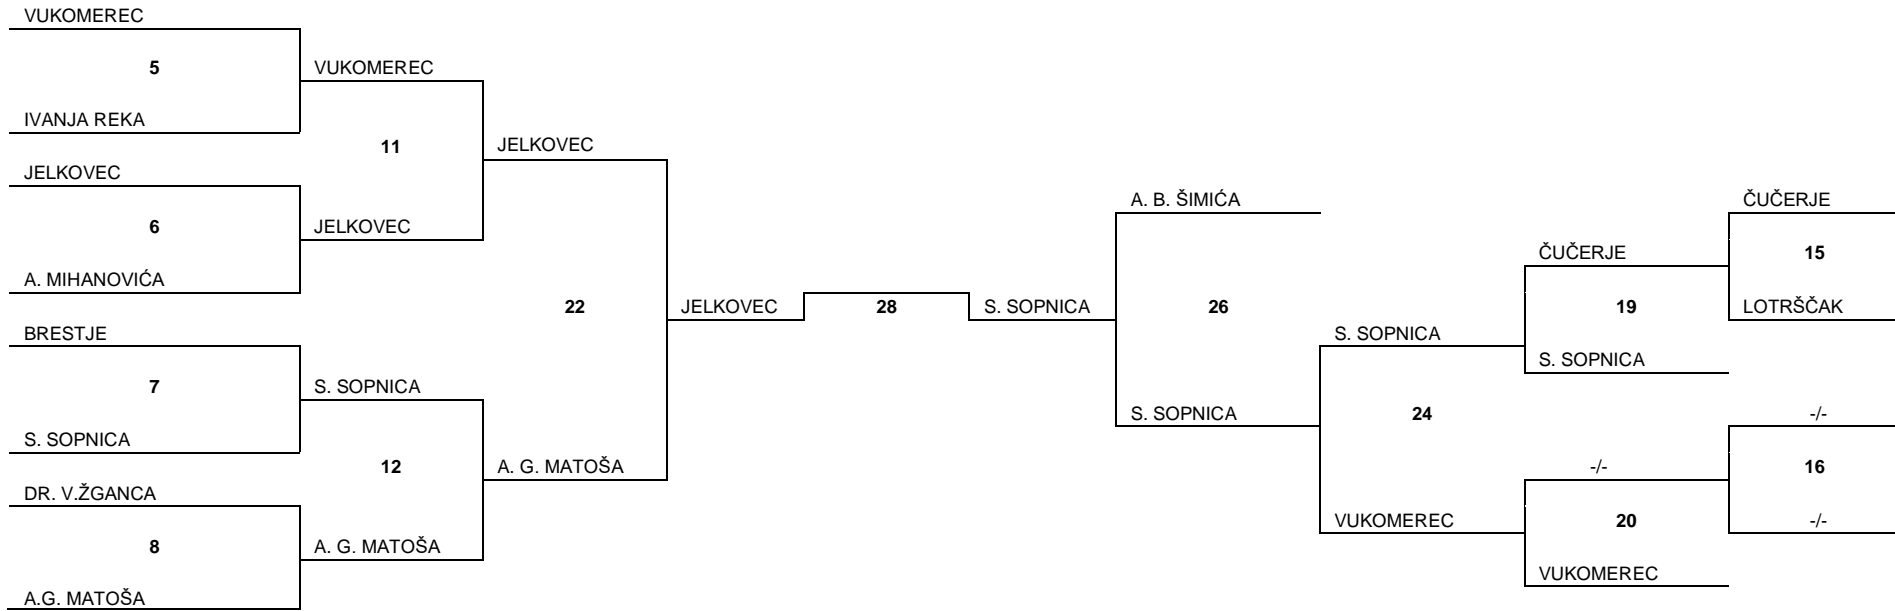 VUKOMEREC
5 VUKOMEREC
IVANJA REKA
11 JELKOVEC
JELKOVEC
A. B. ŠIMIĆA ČUČERJE
6 JELKOVEC
ČUČERJE 15
A. MIHANOVIĆA
22 JELKOVEC 28 S. SOPNICA 26 19 LOTRŠČAK
BRESTJE S. SOPNICA
S. SOPNICA
7 S. SOPNICA
S. SOPNICA 24 -/-
S. SOPNICA
12 A. G. MATOŠA -/- 16
DR. V.ŽGANCA
VUKOMEREC 20 -/-
8 A. G. MATOŠA
VUKOMEREC
A.G. MATOŠA